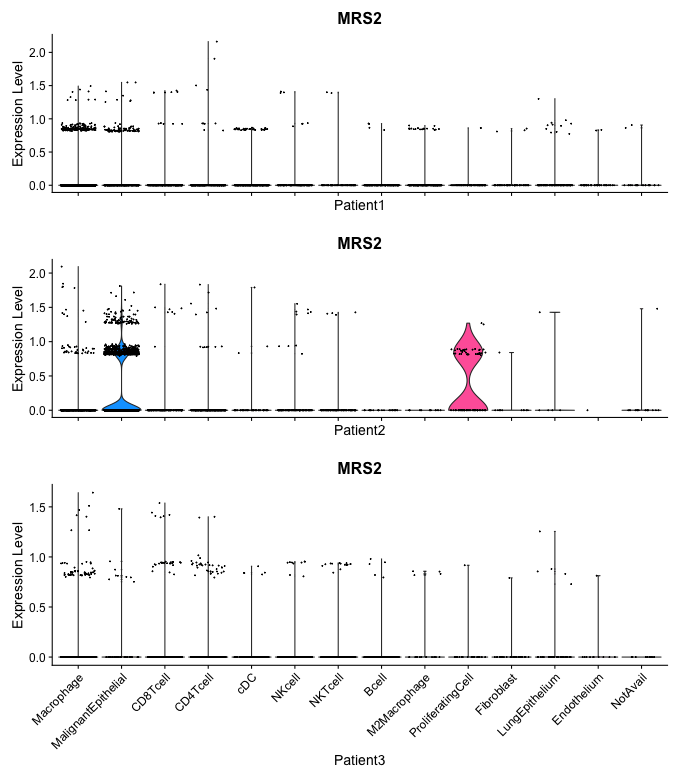 MRS2
Expression Level
2.0
1.5
1.0
0.5
0.0
Patient1
MRS2
Expression Level
2.0
1.5
1.0
0.5
0.0
Patient2
MRS2
Expression Level
1.5
1.0
0.5
0.0
Macrophage
MalignantEpithelial
CD8Tcell
CD4Tcell
cDC
NKcell
NKTcell
Bcell
M2Macrophage
ProliferatingCell
Fibroblast
LungEpithelium
Endothelium
NotAvail
Patient3